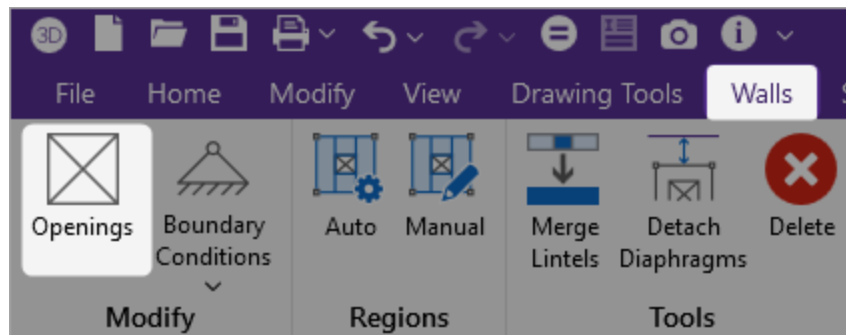 3D
File Home Modify View Drawing Tools Walls
Openings Boundary Auto Manual Merge Detach Delete
Conditions Lintels Diaphragms
Modify Regions Tools